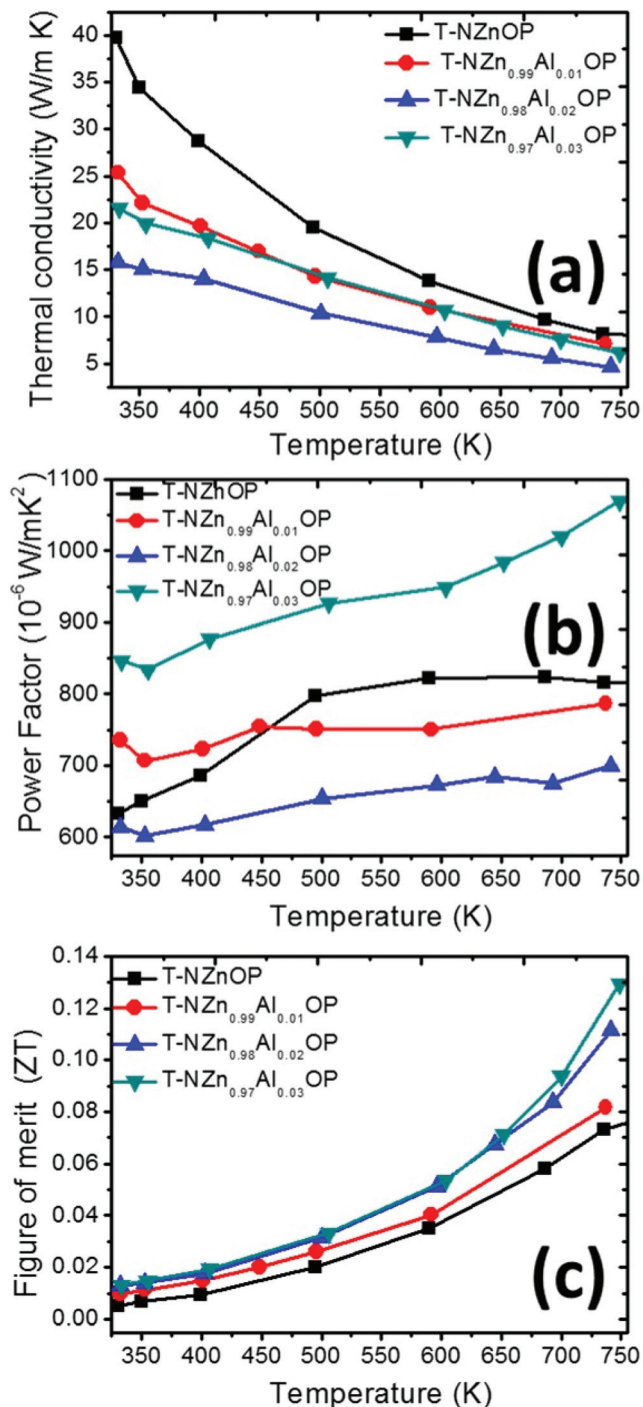 40
35
30
25
20
15
10
5
Thermal conductivity (W/m K)
T-NZnOP
T-NZn0.99Al0.01OP
T-NZn0.98Al0.02OP
T-NZn0.97Al0.03OP
(a)
350 400 450 500 550 600 650 700 750
Temperature (K)
1100
1000
900
800
700
600
Power Factor (10-6 W/mK2)
T-NZnOP
T-NZn0.99Al0.01OP
T-NZn0.98Al0.02OP
T-NZn0.97Al0.03OP
(b)
350 400 450 500 550 600 650 700 750
Temperature (K)
0.14
0.12
0.10
0.08
0.06
0.04
0.02
0.00
Figure of merit (ZT)
T-NZnOP
T-NZn0.99Al0.01OP
T-NZn0.98Al0.02OP
T-NZn0.97Al0.03OP
(c)
350 400 450 500 550 600 650 700 750
Temperature (K)